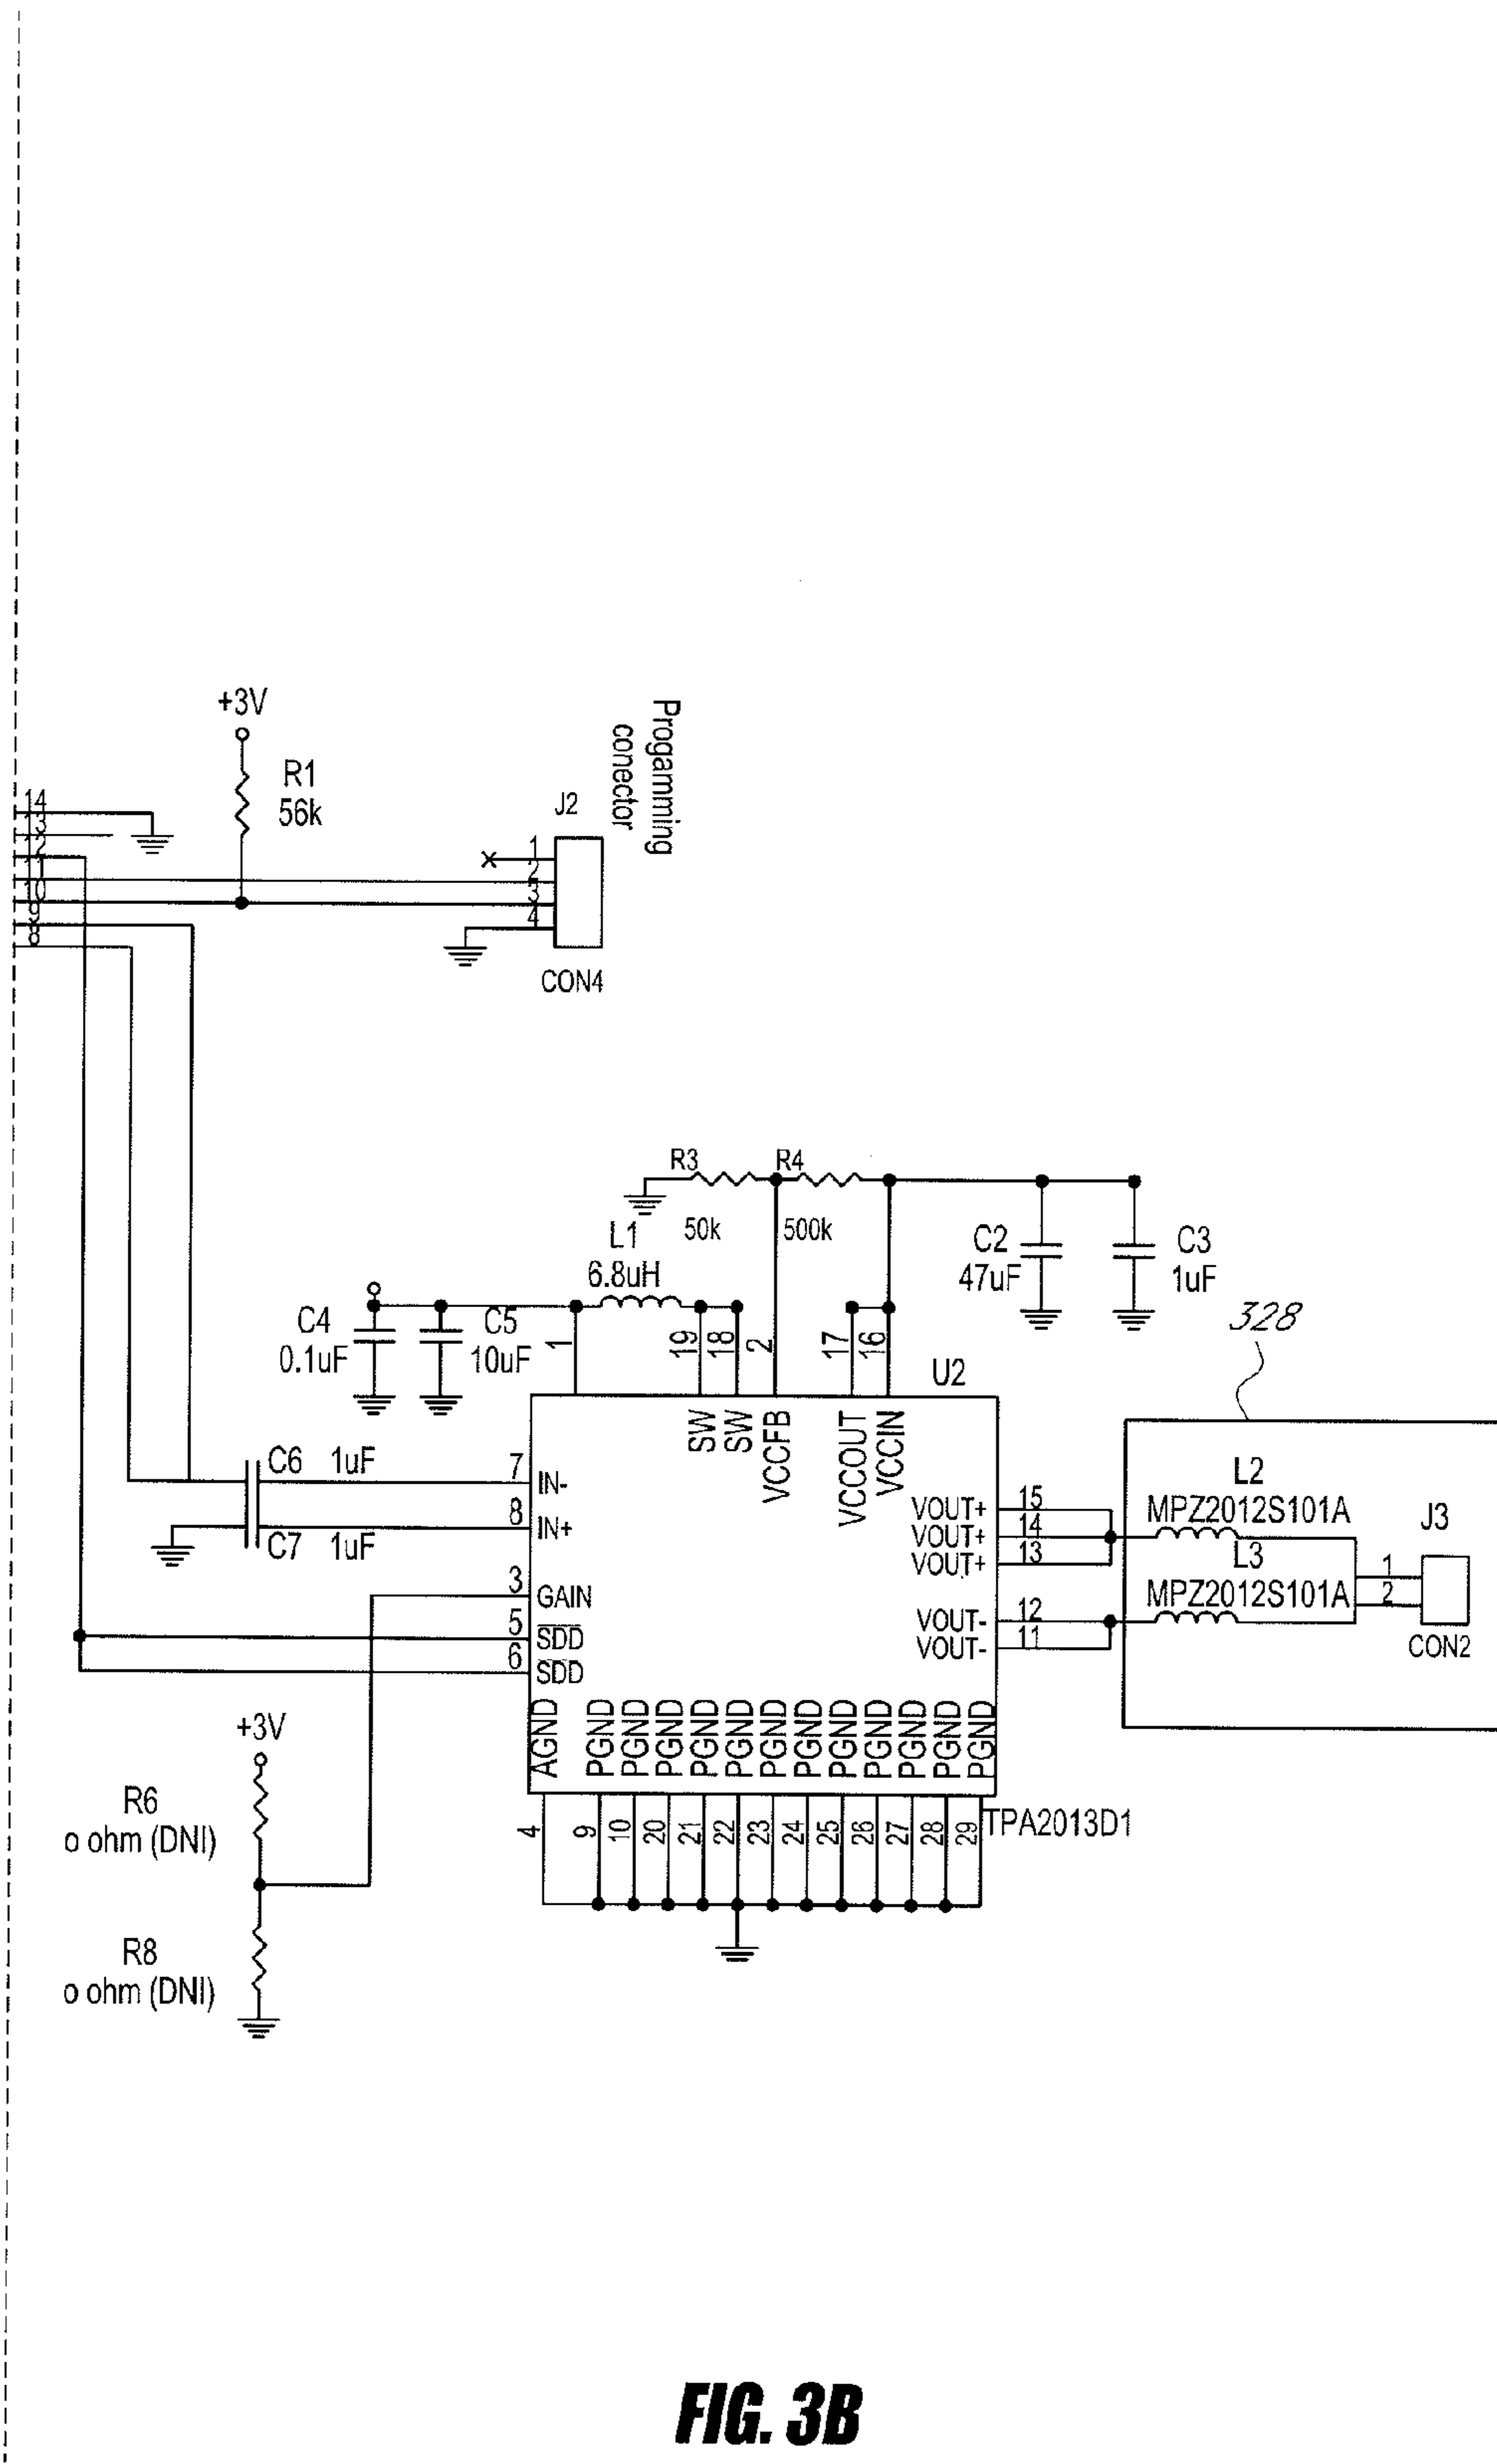 +3V
R1
56k
Progamming
conector
J2
14
13
12
11
10
9
8
1
2
3
4
CON4
R3
R4
50k
500k
L1
6.8uH
C2
47uF
C3
1uF
C4
0.1uF
C5
10uF
1
19
18
2
17
16
U2
328
SW
SW
VCCFB
VCCOUT
VCCIN
C6 1uF
7
IN-
8
IN+
C7 1uF
3
GAIN
5
SDD
6
SDD
VOUT+
15
VOUT+
14
VOUT+
13
VOUT-
12
VOUT-
11
L2
MPZ2012S101A
L3
MPZ2012S101A
J3
1
2
CON2
AGND
PGND
PGND
PGND
PGND
PGND
PGND
PGND
PGND
PGND
PGND
PGND
PGND
4
9
10
20
21
22
23
24
25
26
27
28
29
TPA2013D1
+3V
R6
o ohm (DNI)
R8
o ohm (DNI)
FIG. 3B